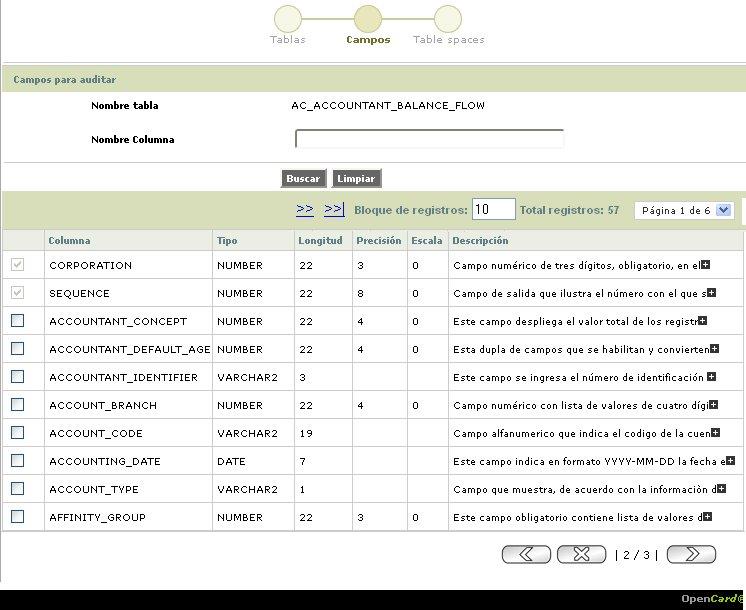 Tablas Campos Table spaces
Campos para auditar
Nombre tabla AC_ACCOUNTANT_BALANCE_FLOW
Nombre Columna
Buscar Limpiar
>> >>| Bloque de registros: 10 Total registros: 57 Página 1 de 6
Columna Tipo Longitud Precisión Escala Descripción
CORPORATION NUMBER 22 3 0 Campo numérico de tres dígitos, obligatorio, en el
SEQUENCE NUMBER 22 8 0 Campo de salida que ilustra el número con el que s
ACCOUNTANT_CONCEPT NUMBER 22 4 0 Este campo despliega el valor total de los registr
ACCOUNTANT_DEFAULT_AGE NUMBER 22 4 0 Esta dupla de campos que se habilitan y convierten
ACCOUNTANT_IDENTIFIER VARCHAR2 3 Este campo se ingresa el número de identificación
ACCOUNT_BRANCH NUMBER 22 4 0 Campo numérico con lista de valores de cuatro dígi
ACCOUNT_CODE VARCHAR2 19 Campo alfanumerico que indica el codigo de la cuen
ACCOUNTING_DATE DATE 7 Este campo indica en formato YYYY-MM-DD la fecha e
ACCOUNT_TYPE VARCHAR2 1 Campo que muestra, de acuerdo con la informaciòn d
AFFINITY_GROUP NUMBER 22 3 0 Este campo obligatorio contiene lista de valores d
| 2 / 3 |
OpenCard®